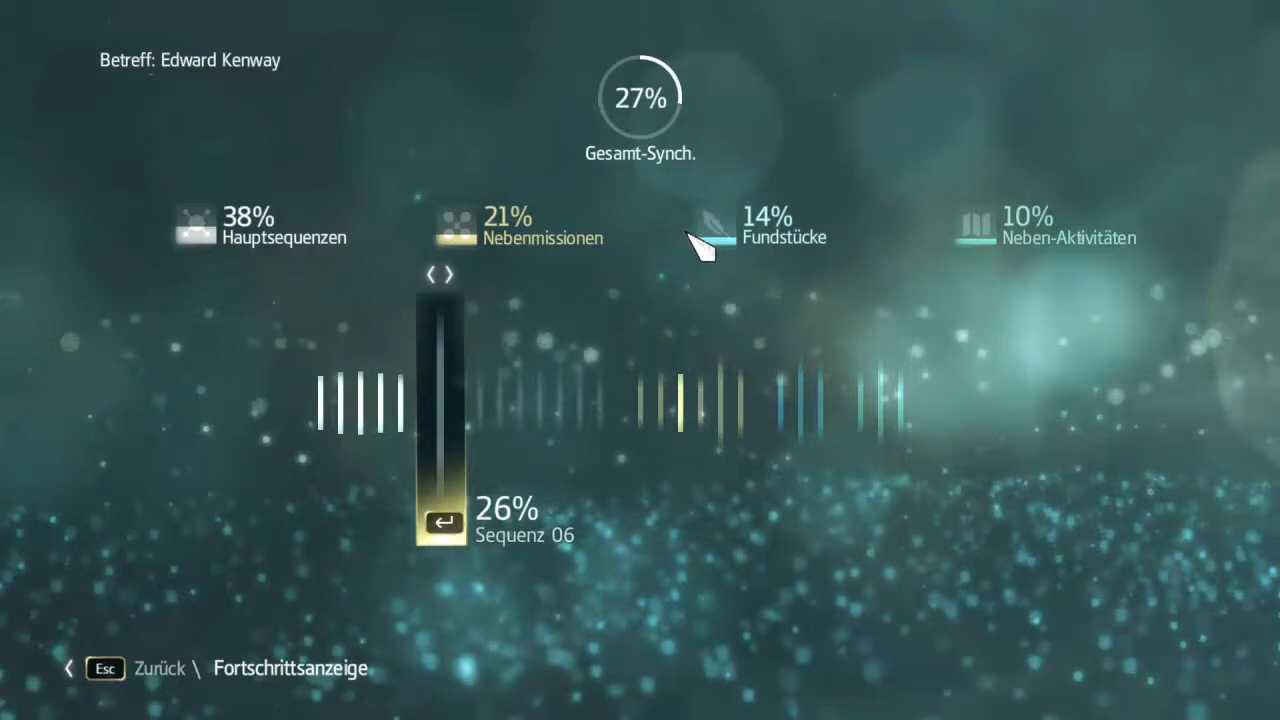 Betreff: Edward Kenway
27%
Gesamt-Synch.
38%
Hauptsequenzen
21%
Nebenmissionen
14%
Fundstücke
10%
Neben-Aktivitäten
26%
Sequenz 06
Esc Zurück \ Fortschrittsanzeige